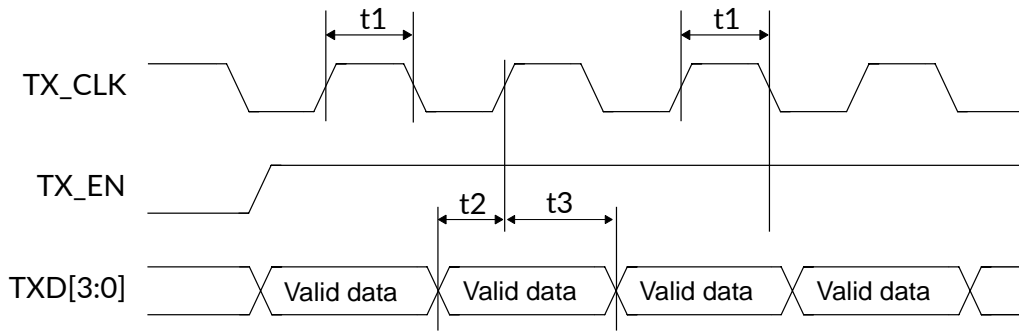 t1 t1
TX_CLK
TX_EN
t2 t3
TXD[3:0] Valid data Valid data Valid data Valid data